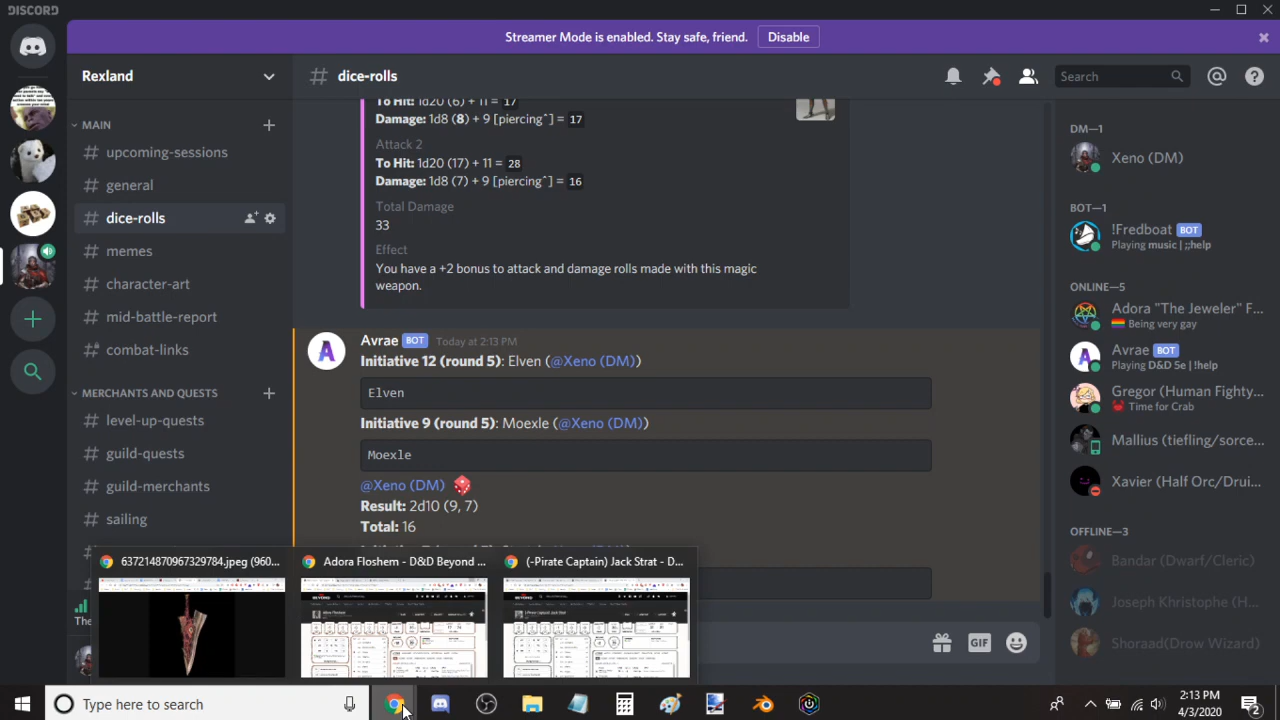 DISCORD
Streamer Mode is enabled. Stay safe, friend. Disable
Rexland
# dice-rolls
Search
MAIN
# upcoming-sessions
# general
# dice-rolls
# memes
# character-art
# mid-battle-report
# combat-links
MERCHANTS AND QUESTS
# level-up-quests
# guild-quests
# guild-merchants
# sailing
To Hit: 1d20 (6) + 11 = 17
Damage: 1d8 (8) + 9 [piercing^] = 17
Attack 2
To Hit: 1d20 (17) + 11 = 28
Damage: 1d8 (7) + 9 [piercing^] = 16
Total Damage
33
Effect
You have a +2 bonus to attack and damage rolls made with this magic
weapon.
Avrae BOT Today at 2:13 PM
Initiative 12 (round 5): Elven (@Xeno (DM))
Elven
Initiative 9 (round 5): Moexle (@Xeno (DM))
Moexle
@Xeno (DM)
Result: 2d10 (9, 7)
Total: 16
DM—1
Xeno (DM)
BOT—1
!Fredboat BOT
Playing music | ;;help
ONLINE—5
Adora "The Jeweler" F...
Being very gay
Avrae BOT
Playing D&D 5e | !help
Gregor (Human Fighty...
Time for Crab
Mallius (tiefling/sorce...
Xavier (Half Orc/Drui...
OFFLINE—3
Bandar (Dwarf/Cleric)
Joseph Khristopher
(Drow Wizard)
GIF
637214870967329784.jpeg (960...
Adora Floshem - D&D Beyond ...
(-Pirate Captain) Jack Strat - D...
Type here to search
2:13 PM
4/3/2020
2